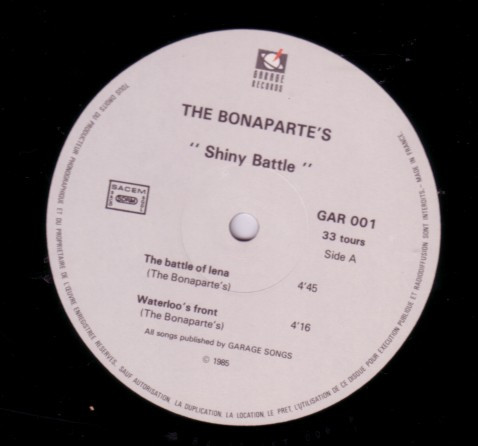 GARAGE
RECORDS
THE BONAPARTE'S
" Shiny Battle "
SACEM
GAR 001
33 tours
Side A
The battle of Iena 4'45
(The Bonaparte's)
Waterloo's front 4'16
(The Bonaparte's)
All songs published by GARAGE SONGS
© 1985
TOUS DROITS DU PRODUCTEUR PHONOGRAPHIQUE ET DU PROPRIETAIRE DE L'OEUVRE ENREGISTREE RESERVES. SAUF AUTORISATION, LA DUPLICATION, LA LOCATION, LE PRET, L'UTILISATION DE CE DISQUE POUR EXECUTION PUBLIQUE ET RADIODIFFUSION SONT INTERDITS. - MADE IN FRANCE.